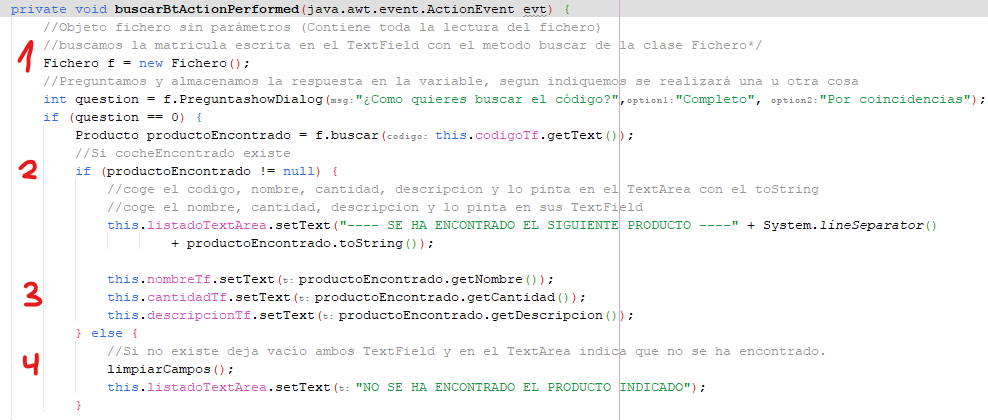 private void buscarBtActionPerformed(java.awt.event.ActionEvent evt) {
//Objeto fichero sin parámetros (Contiene toda la lectura del fichero)
1 //buscamos la matricula escrita en el TextField con el metodo buscar de la clase Fichero*/
Fichero f = new Fichero();
//Preguntamos y almacenamos la respuesta en la variable, segun indiquemos se realizará una u otra cosa
int question = f.PreguntashowDialog(msg:"¿Como quieres buscar el código?",option1:"Completo", option2:"Por coincidencias");
if (question == 0) {
Producto productoEncontrado = f.buscar(codigo: this.codigoTf.getText());
//Si cocheEncontrado existe
2 if (productoEncontrado != null) {
//coge el codigo, nombre, cantidad, descripcion y lo pinta en el TextArea con el toString
//coge el nombre, cantidad, descripcion y lo pinta en sus TextField
this.listadoTextArea.setText("---- SE HA ENCONTRADO EL SIGUIENTE PRODUCTO ----" + System.lineSeparator()
+ productoEncontrado.toString());
this.nombreTf.setText(t: productoEncontrado.getNombre());
3 this.cantidadTf.setText(t: productoEncontrado.getCantidad());
this.descripcionTf.setText(t: productoEncontrado.getDescripcion());
} else {
4 //Si no existe deja vacío ambos TextField y en el TextArea indica que no se ha encontrado.
limpiarCampos();
this.listadoTextArea.setText(t: "NO SE HA ENCONTRADO EL PRODUCTO INDICADO");
}